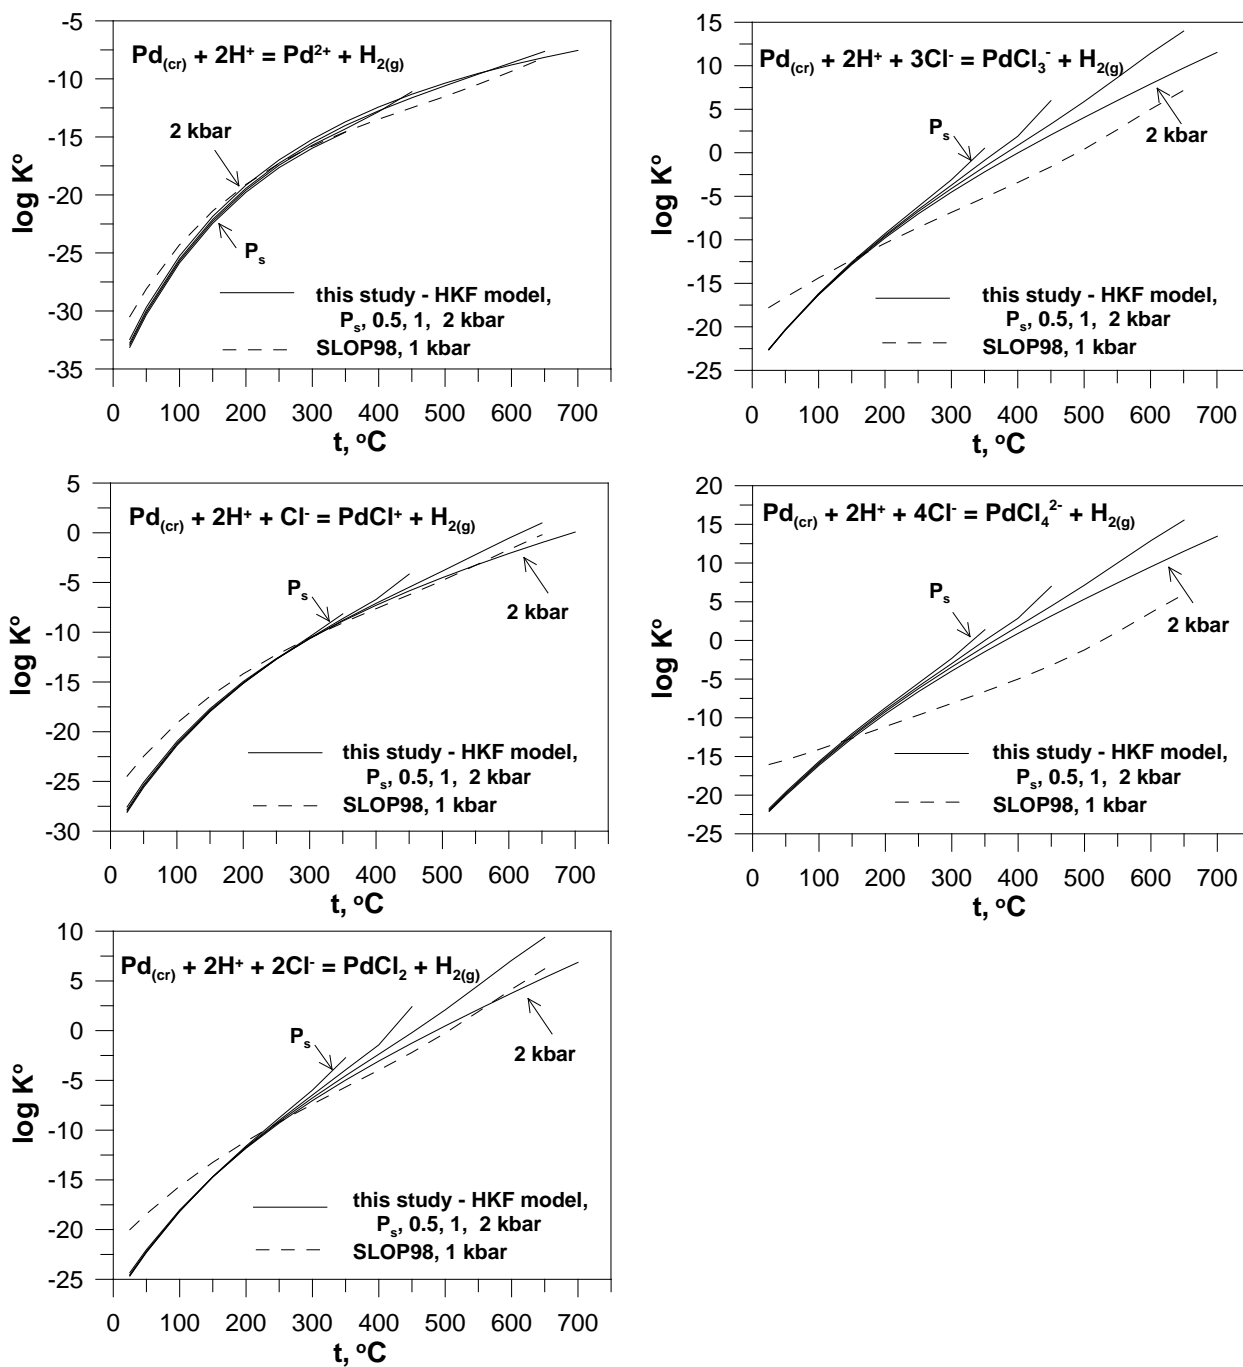 Pd(cr) + 2H+ = Pd2+ + H2(g)
-5
-10
-15
-20
-25
-30
-35
log Ko
2 kbar
Ps
this study - HKF model,
Ps, 0.5, 1, 2 kbar
SLOP98, 1 kbar
0 100 200 300 400 500 600 700
t, oC
Pd(cr) + 2H+ + 3Cl- = PdCl3- + H2(g)
15
10
5
0
-5
-10
-15
-20
-25
log Ko
Ps
2 kbar
this study - HKF model,
Ps, 0.5, 1, 2 kbar
SLOP98, 1 kbar
0 100 200 300 400 500 600 700
t, oC
Pd(cr) + 2H+ + Cl- = PdCl+ + H2(g)
5
0
-5
-10
-15
-20
-25
-30
log Ko
Ps
2 kbar
this study - HKF model,
Ps, 0.5, 1, 2 kbar
SLOP98, 1 kbar
0 100 200 300 400 500 600 700
t, oC
Pd(cr) + 2H+ + 4Cl- = PdCl42- + H2(g)
20
15
10
5
0
-5
-10
-15
-20
-25
log Ko
Ps
2 kbar
this study - HKF model,
Ps, 0.5, 1, 2 kbar
SLOP98, 1 kbar
0 100 200 300 400 500 600 700
t, oC
Pd(cr) + 2H+ + 2Cl- = PdCl2 + H2(g)
10
5
0
-5
-10
-15
-20
-25
log Ko
Ps
2 kbar
this study - HKF model,
Ps, 0.5, 1, 2 kbar
SLOP98, 1 kbar
0 100 200 300 400 500 600 700
t, oC